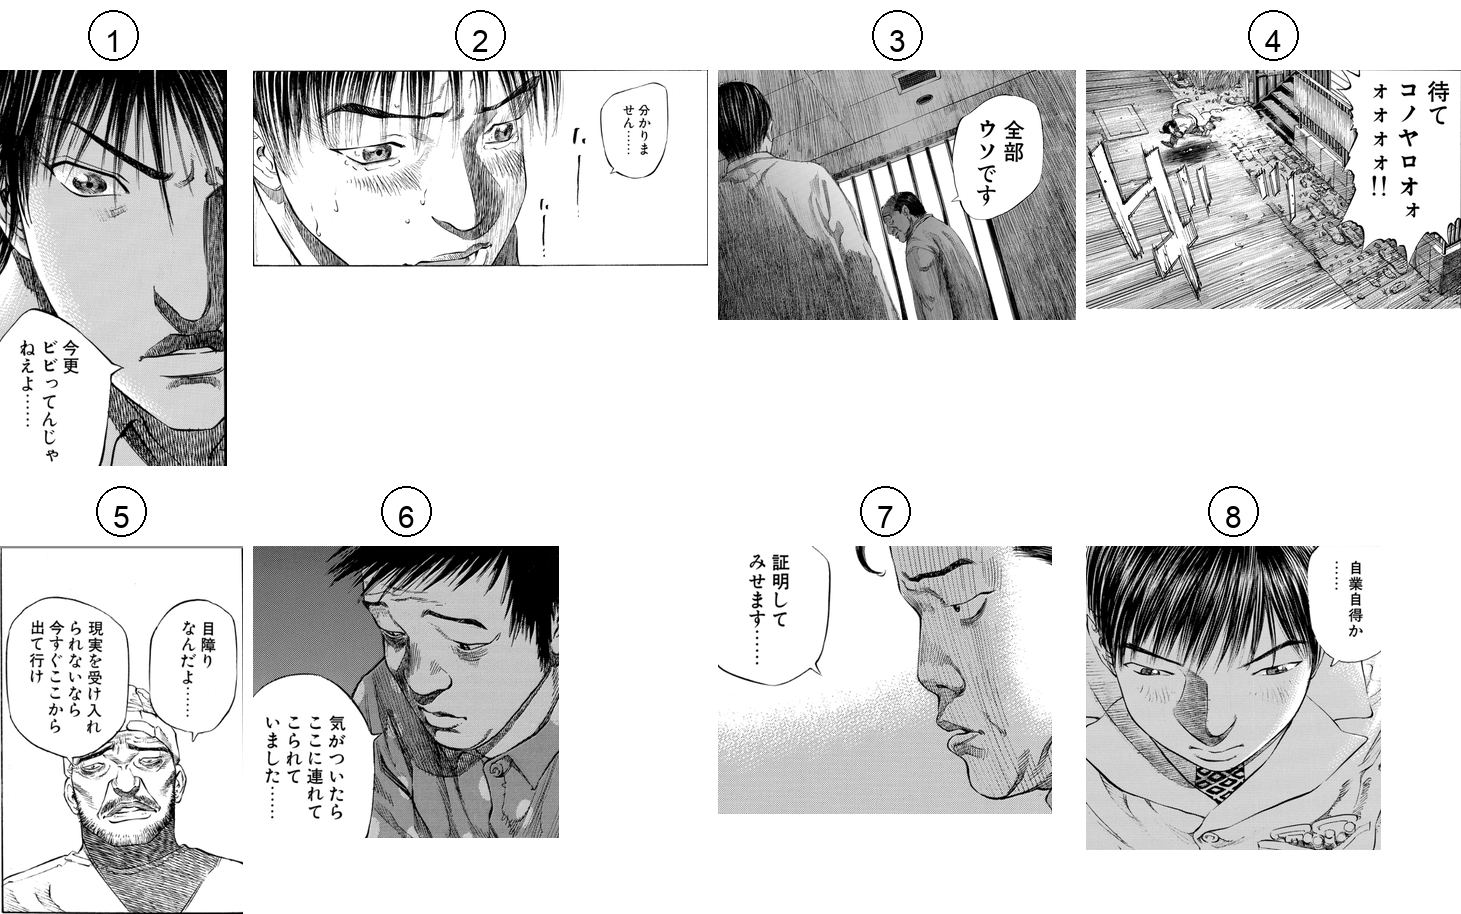 1
今更
ビビってんじゃ
ねえよ……
2
分かりま
せん……
3
全部
ウソです
4
待て
コノヤロオォ
ォォォォ!!
5
目障り
なんだよ……
現実を受け入れ
られないなら
今すぐここから
出て行け
6
気がついたら
ここに連れて
こられて
いました……
7
証明して
みせます……
8
自業自得か
……